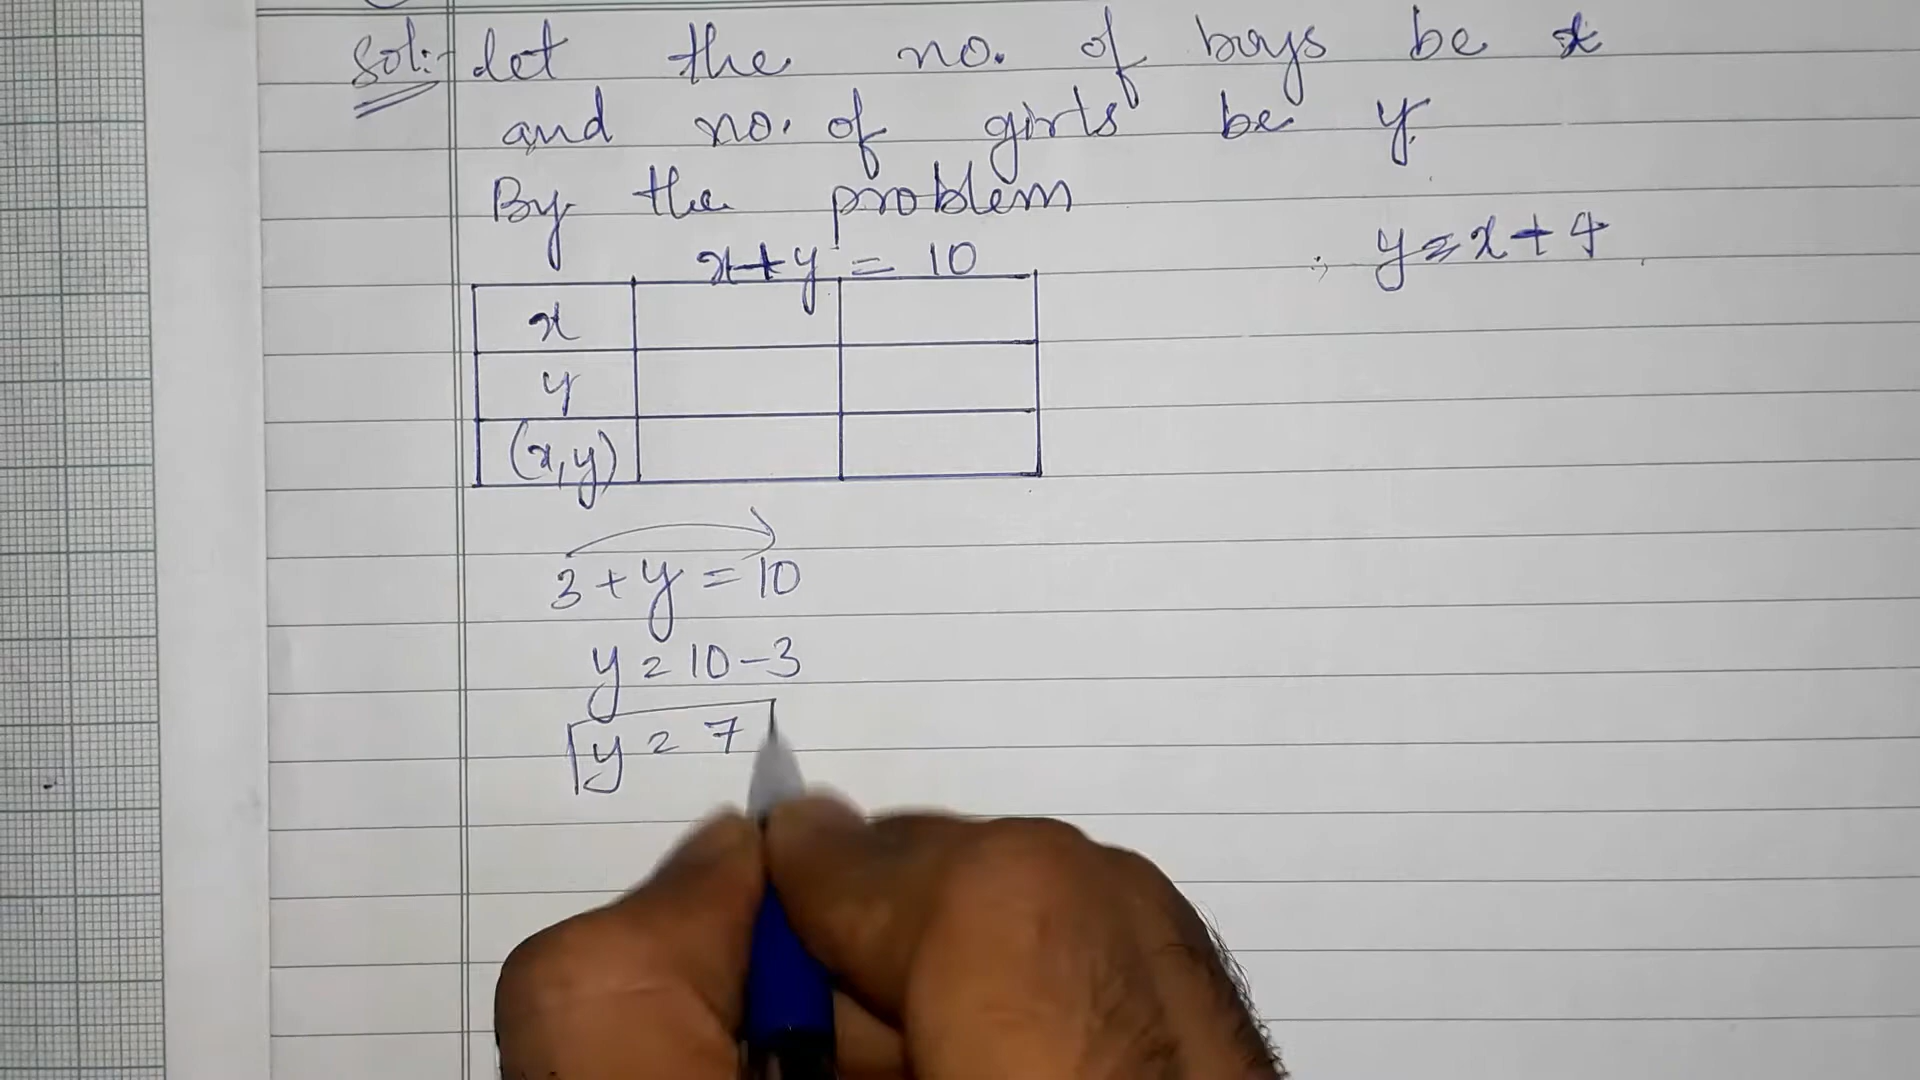 Sol:- Let the no. of boys be x
and no. of girls be y.
By the problem
x+y = 10
∴ y = x + 4
x
y
(x,y)
3 + y = 10
y = 10 - 3
y = 7